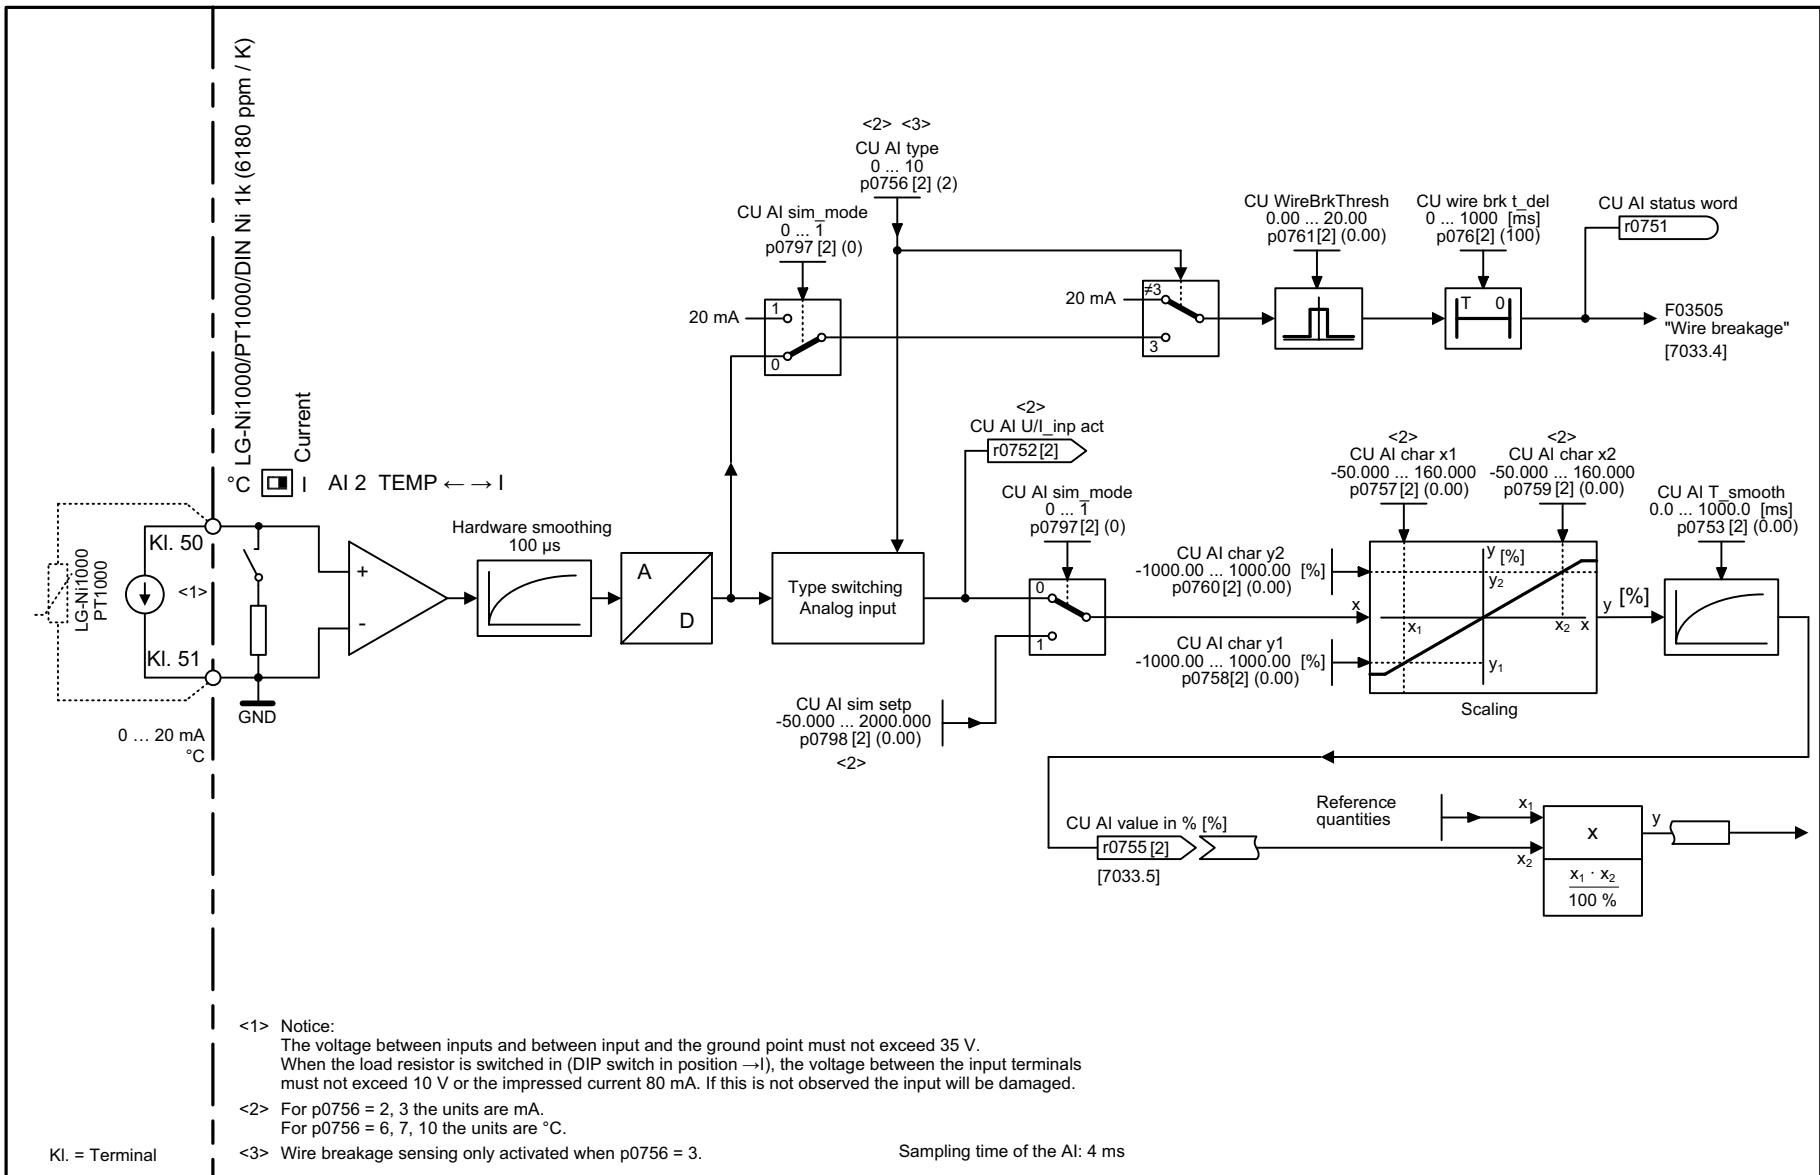 LG-Ni1000/PT1000/DIN Ni 1k (6180 ppm / K)
Current
°C
I
AI 2 TEMP ← → I
LG-Ni1000
PT1000
Kl. 50
<1>
Kl. 51
GND
0 ... 20 mA
°C
+
-
Hardware smoothing
100 µs
A
D
CU AI sim_mode
0 ... 1
p0797 [2] (0)
20 mA
1
0
<2> <3>
CU AI type
0 ... 10
p0756 [2] (2)
20 mA
≠3
3
CU WireBrkThresh
0.00 ... 20.00
p0761[2] (0.00)
CU wire brk t_del
0 ... 1000 [ms]
p076[2] (100)
T 0
CU AI status word
r0751
F03505
"Wire breakage"
[7033.4]
Type switching
Analog input
<2>
CU AI U/I_inp act
r0752[2]
CU AI sim_mode
0 ... 1
p0797[2] (0)
0
1
CU AI sim setp
-50.000 ... 2000.000
p0798 [2] (0.00)
<2>
CU AI char y2
-1000.00 ... 1000.00 [%]
p0760[2] (0.00)
x
CU AI char y1
-1000.00 ... 1000.00 [%]
p0758[2] (0.00)
<2>
CU AI char x1
-50.000 ... 160.000
p0757[2] (0.00)
<2>
CU AI char x2
-50.000 ... 160.000
p0759[2] (0.00)
y [%]
y2
x1
x2 x
y1
Scaling
y [%]
CU AI T_smooth
0.0 ... 1000.0 [ms]
p0753 [2] (0.00)
CU AI value in % [%]
r0755 [2]
[7033.5]
Reference
quantities
x1
x2
x
x1 · x2
100 %
y
<1> Notice:
The voltage between inputs and between input and the ground point must not exceed 35 V.
When the load resistor is switched in (DIP switch in position →I), the voltage between the input terminals
must not exceed 10 V or the impressed current 80 mA. If this is not observed the input will be damaged.
<2> For p0756 = 2, 3 the units are mA.
For p0756 = 6, 7, 10 the units are °C.
<3> Wire breakage sensing only activated when p0756 = 3.
Kl. = Terminal
Sampling time of the AI: 4 ms